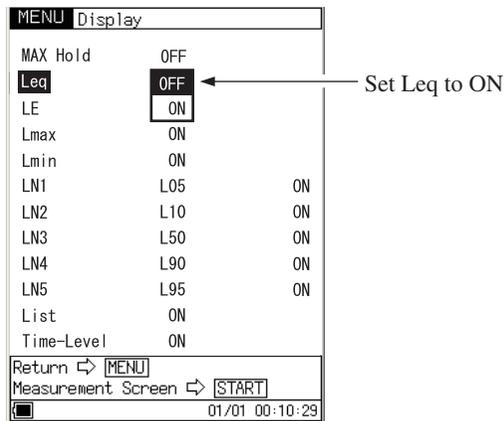 MENU Display
MAX Hold OFF
Leq OFF
Set Leq to ON
LE ON
Lmax ON
Lmin ON
LN1 L05 ON
LN2 L10 ON
LN3 L50 ON
LN4 L90 ON
LN5 L95 ON
List ON
Time-Level ON
Return ⇨ MENU
Measurement Screen ⇨ START
01/01 00:10:29